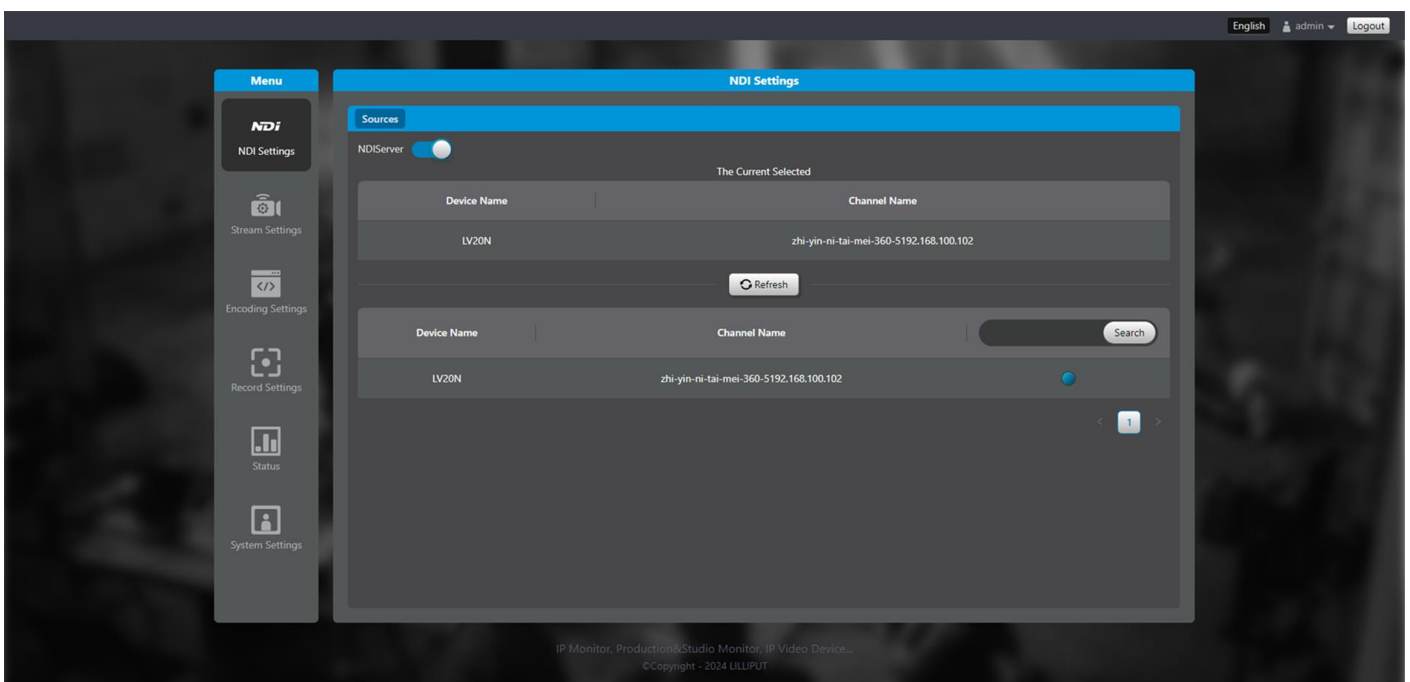 English admin Logout
Menu
NDI Settings
NDI
NDI Settings
Stream Settings
Encoding Settings
Record Settings
Status
System Settings
Sources
NDIServer
The Current Selected
Device Name Channel Name
LV20N zhi-yin-ni-tai-mei-360-5192.168.100.102
Refresh
Device Name Channel Name Search
LV20N zhi-yin-ni-tai-mei-360-5192.168.100.102
< 1 >
IP Monitor, Production&Studio Monitor, IP Video Device...
©Copyright - 2024 LILLIPUT